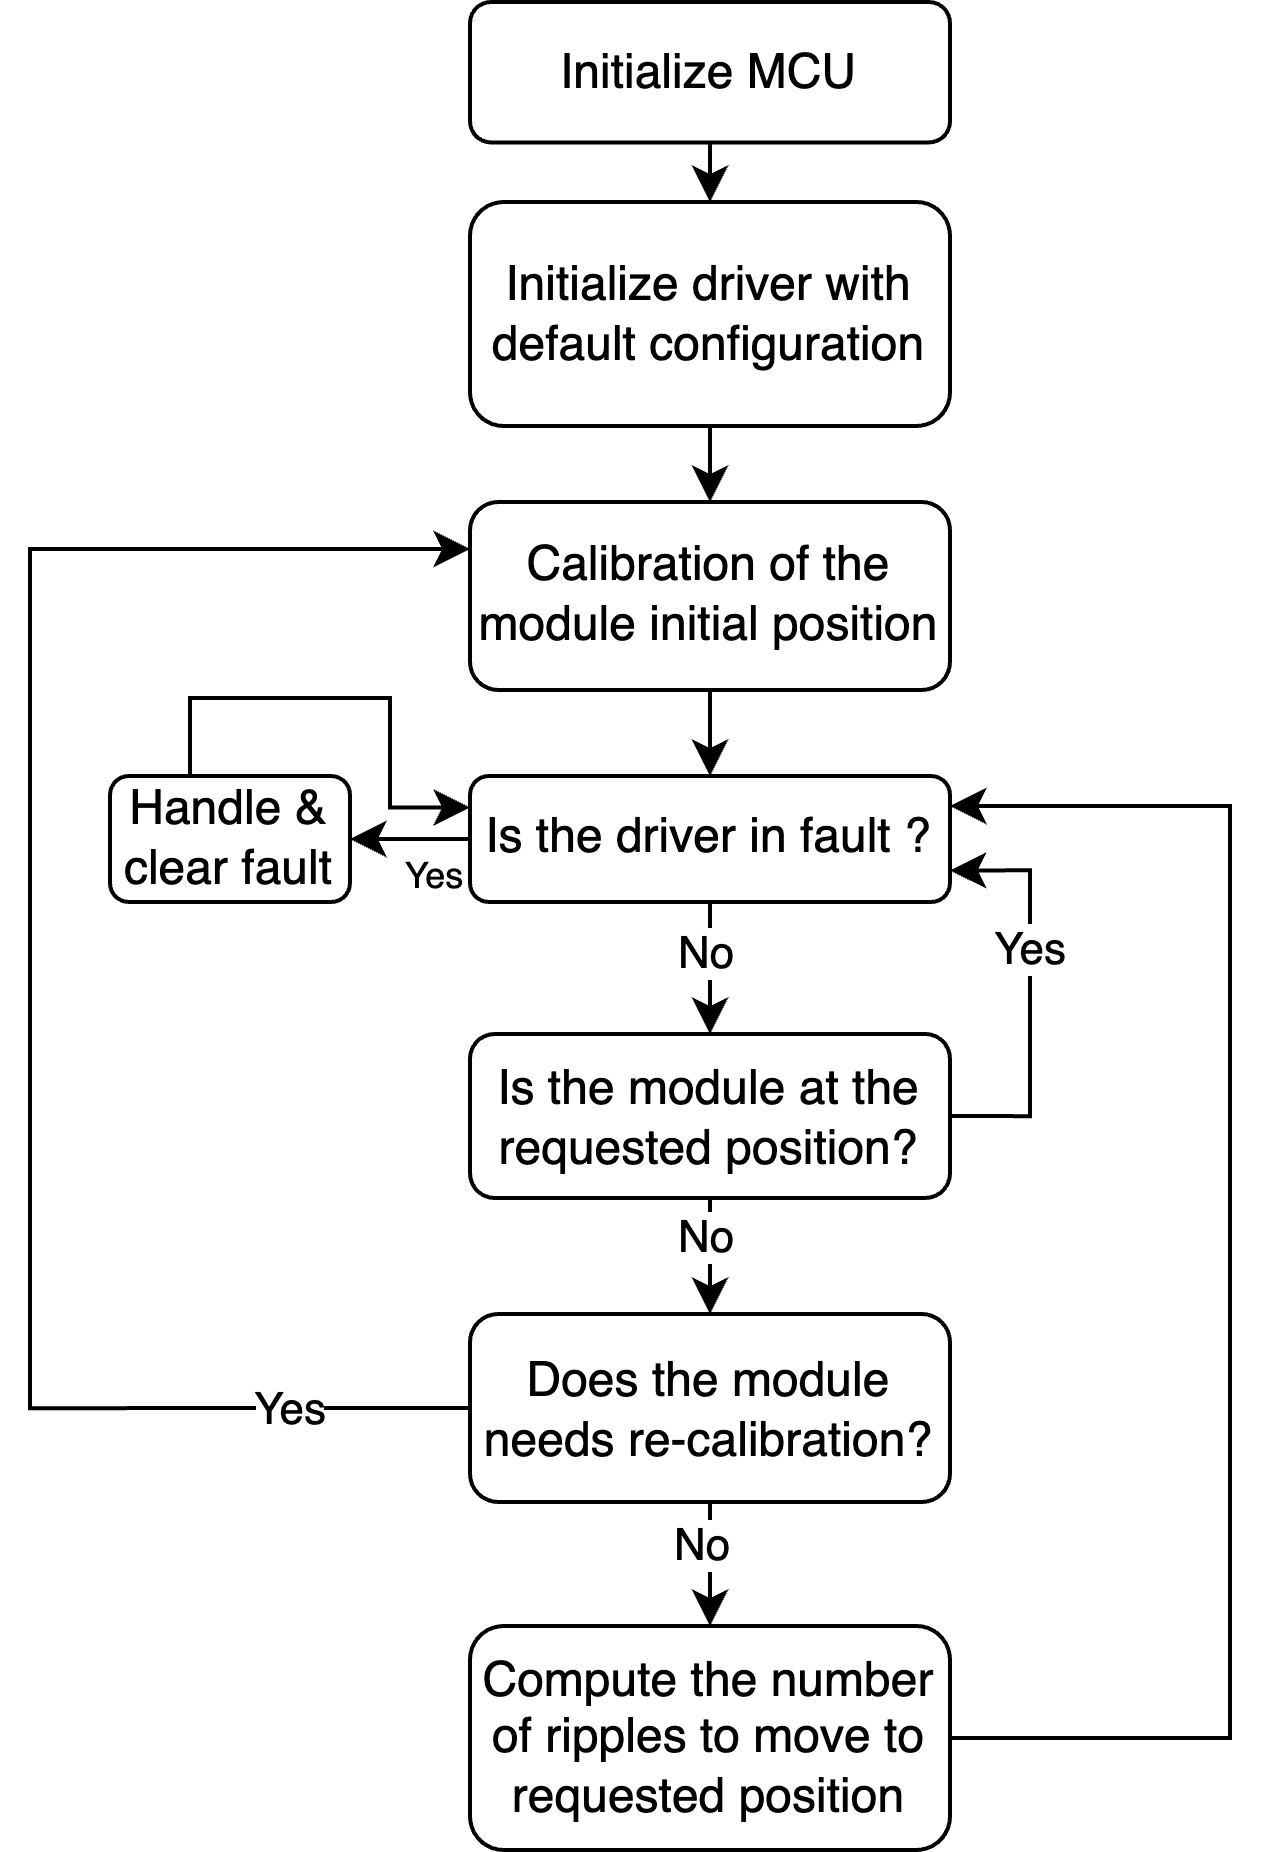 Initialize MCU
Initialize driver with
default configuration
Calibration of the
module initial position
Handle &
clear fault
Yes
Is the driver in fault ?
No
Yes
Is the module at the
requested position?
No
Does the module
needs re-calibration?
Yes
No
Compute the number
of ripples to move to
requested position